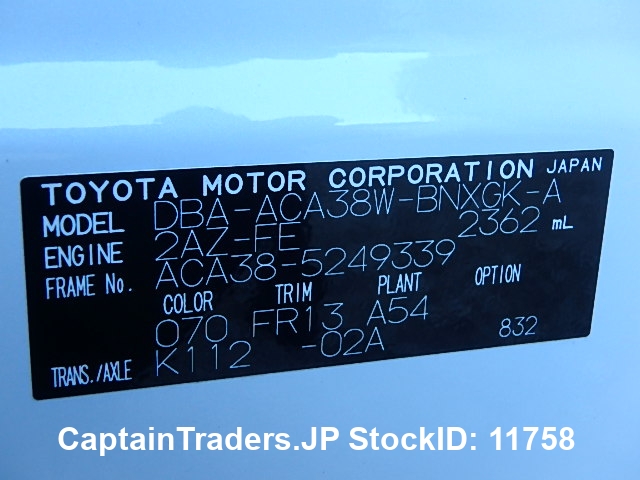 TOYOTA MOTOR CORPORATION JAPAN
MODEL DBA-ACA38W-BNXGK-A
ENGINE 2AZ-FE 2362 mL
FRAME No. ACA38-5249339
COLOR TRIM PLANT OPTION
070 FR13 A54
TRANS./AXLE K112 -02A 832
CaptainTraders.JP StockID: 11758